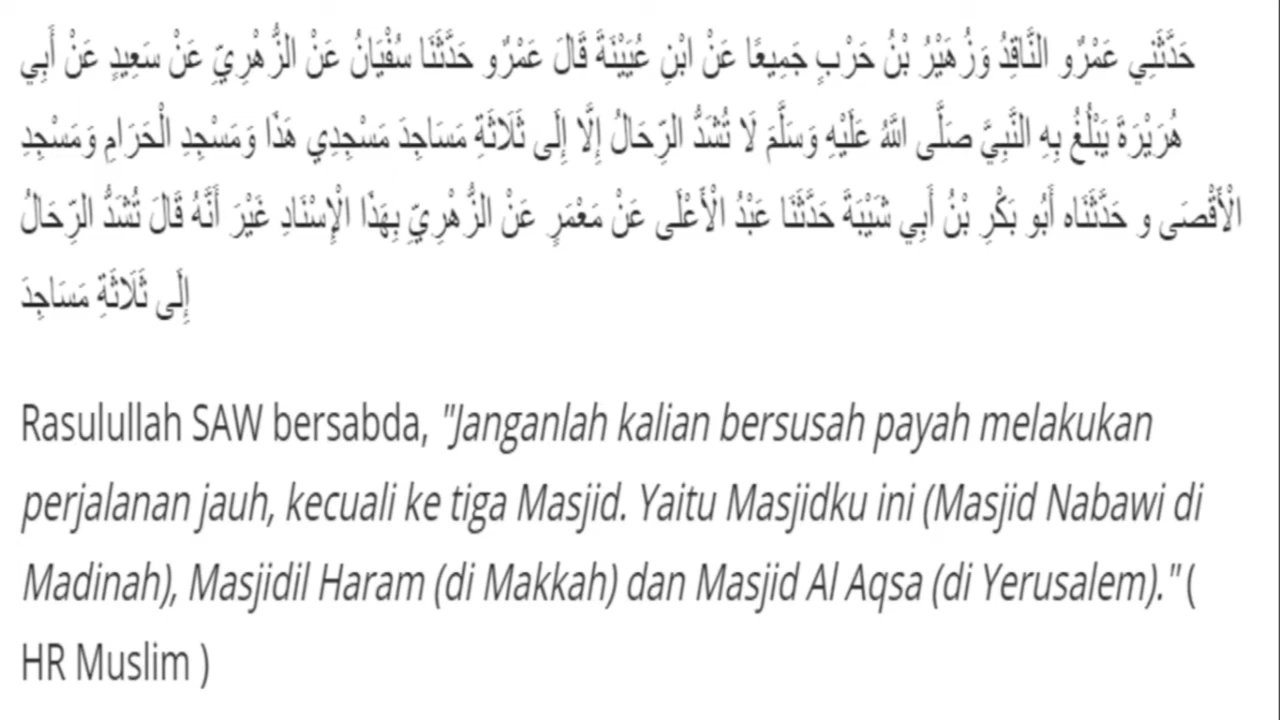 حَدَّثَنِي عَمْرٌو النَّاقِدُ وَزُهَيْرُ بْنُ حَرْبٍ جَمِيعًا عَنْ ابْنِ عُيَيْنَةَ قَالَ عَمْرٌو حَدَّثَنَا سُفْيَانُ عَنْ الزُّهْرِيِّ عَنْ سَعِيدٍ عَنْ أَبِي
هُرَيْرَةَ يَبْلُغُ بِهِ النَّبِيَّ صَلَّى اللَّهُ عَلَيْهِ وَسَلَّمَ لَا تُشَدُّ الرِّحَالُ إِلَّا إِلَى ثَلَاثَةِ مَسَاجِدَ مَسْجِدِي هَذَا وَمَسْجِدِ الْحَرَامِ وَمَسْجِدِ
الْأَقْصَى و حَدَّثَنَاه أَبُو بَكْرِ بْنُ أَبِي شَيْبَةَ حَدَّثَنَا عَبْدُ الْأَعْلَى عَنْ مَعْمَرٍ عَنْ الزُّهْرِيِّ بِهَذَا الْإِسْنَادِ غَيْرَ أَنَّهُ قَالَ تُشَدُّ الرِّحَالُ
إِلَى ثَلَاثَةِ مَسَاجِدَ
Rasulullah SAW bersabda, "Janganlah kalian bersusah payah melakukan
perjalanan jauh, kecuali ke tiga Masjid. Yaitu Masjidku ini (Masjid Nabawi di
Madinah), Masjidil Haram (di Makkah) dan Masjid Al Aqsa (di Yerusalem)." (
HR Muslim )